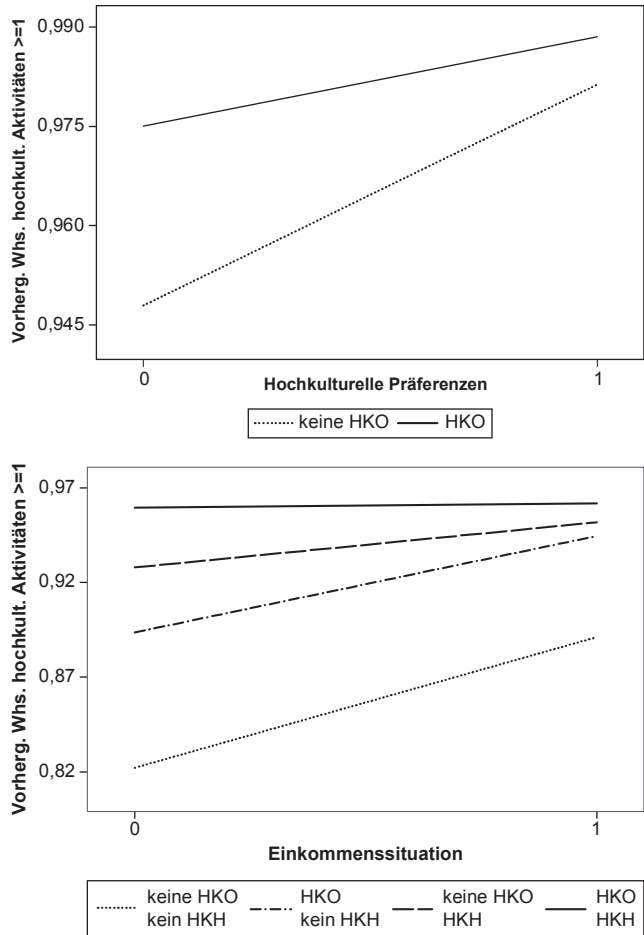 0,990
0,975
0,960
0,945
Vorherg. Whs. hochkult. Aktivitäten >=1
0 Hochkulturelle Präferenzen 1
keine HKO HKO
0,97
0,92
0,87
0,82
Vorherg. Whs. hochkult. Aktivitäten >=1
0 1
Einkommenssituation
keine HKO HKO keine HKO HKO
kein HKH kein HKH HKH HKH